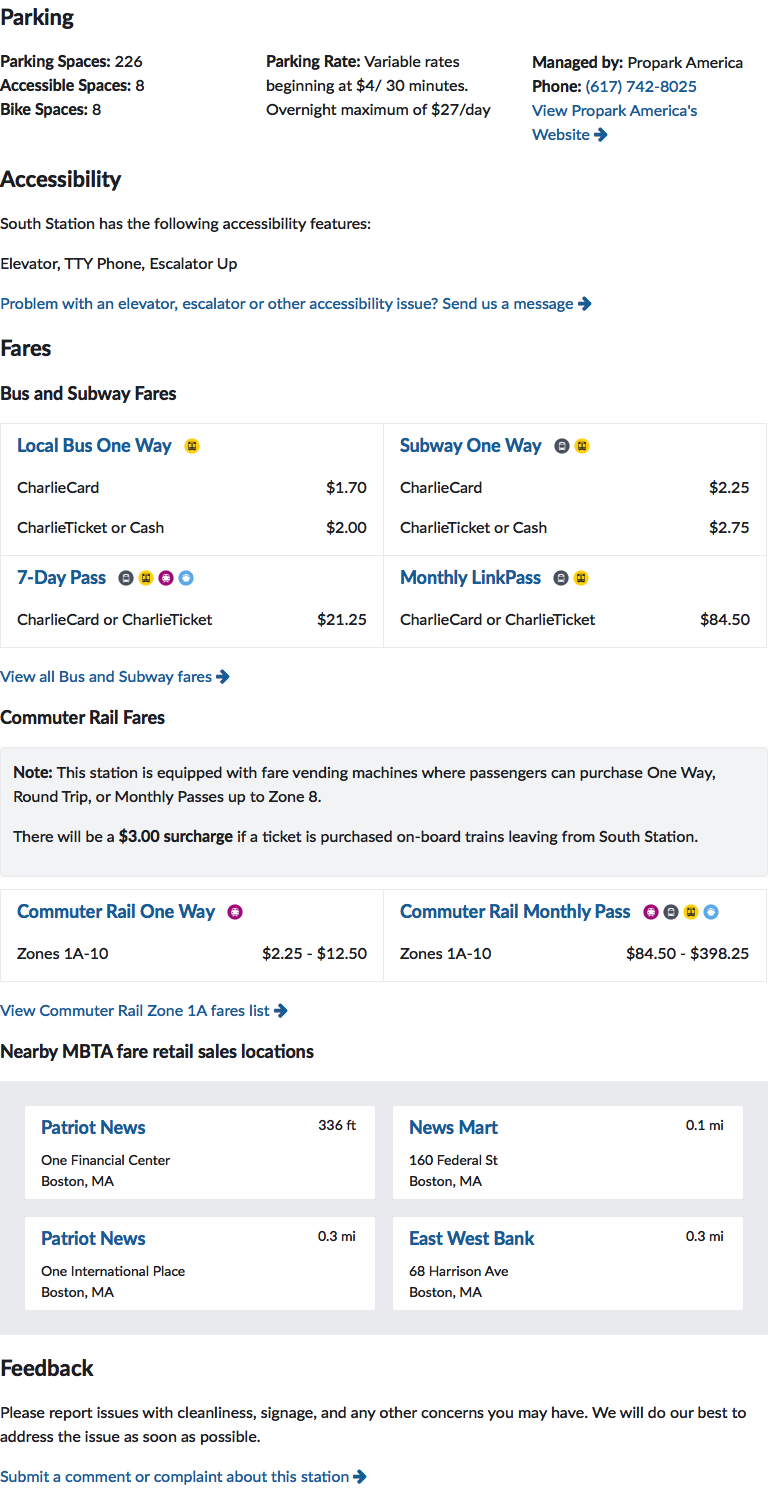 Parking
Parking Spaces: 226
Accessible Spaces: 8
Bike Spaces: 8
Parking Rate: Variable rates
beginning at $4/ 30 minutes.
Overnight maximum of $27/day
Managed by: Propark America
Phone: (617) 742-8025
View Propark America's
Website
Accessibility
South Station has the following accessibility features:
Elevator, TTY Phone, Escalator Up
Problem with an elevator, escalator or other accessibility issue? Send us a message
Fares
Bus and Subway Fares
Local Bus One Way
CharlieCard $1.70
CharlieTicket or Cash $2.00
Subway One Way
CharlieCard $2.25
CharlieTicket or Cash $2.75
7-Day Pass
CharlieCard or CharlieTicket $21.25
Monthly LinkPass
CharlieCard or CharlieTicket $84.50
View all Bus and Subway fares
Commuter Rail Fares
Note: This station is equipped with fare vending machines where passengers can purchase One Way,
Round Trip, or Monthly Passes up to Zone 8.
There will be a $3.00 surcharge if a ticket is purchased on-board trains leaving from South Station.
Commuter Rail One Way
Zones 1A-10 $2.25 - $12.50
Commuter Rail Monthly Pass
Zones 1A-10 $84.50 - $398.25
View Commuter Rail Zone 1A fares list
Nearby MBTA fare retail sales locations
Patriot News 336 ft
One Financial Center
Boston, MA
News Mart 0.1 mi
160 Federal St
Boston, MA
Patriot News 0.3 mi
One International Place
Boston, MA
East West Bank 0.3 mi
68 Harrison Ave
Boston, MA
Feedback
Please report issues with cleanliness, signage, and any other concerns you may have. We will do our best to
address the issue as soon as possible.
Submit a comment or complaint about this station